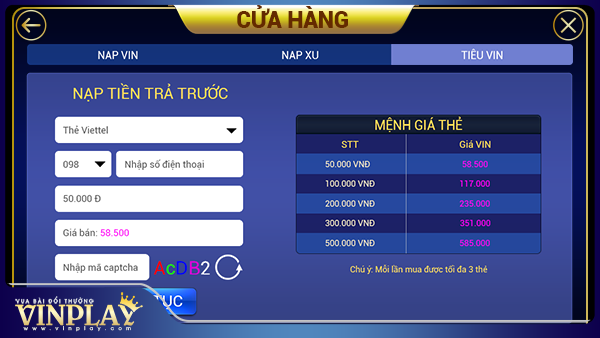 CỬA HÀNG
NẠP VIN
NẠP XU
TIÊU VIN
NẠP TIỀN TRẢ TRƯỚC
Thẻ Viettel
098
Nhập số điện thoại
50.000 Đ
Giá bán: 58.500
Nhập mã captcha
AcDB2
MỆNH GIÁ THẺ
STT Giá VIN
50.000 VNĐ 58.500
100.000 VNĐ 117.000
200.000 VNĐ 235.000
300.000 VNĐ 351.000
500.000 VNĐ 585.000
Chú ý: Mỗi lần mua được tối đa 3 thẻ
VUA BÀI ĐỔI THƯỞNG
VINPLAY
www.vinplay.com